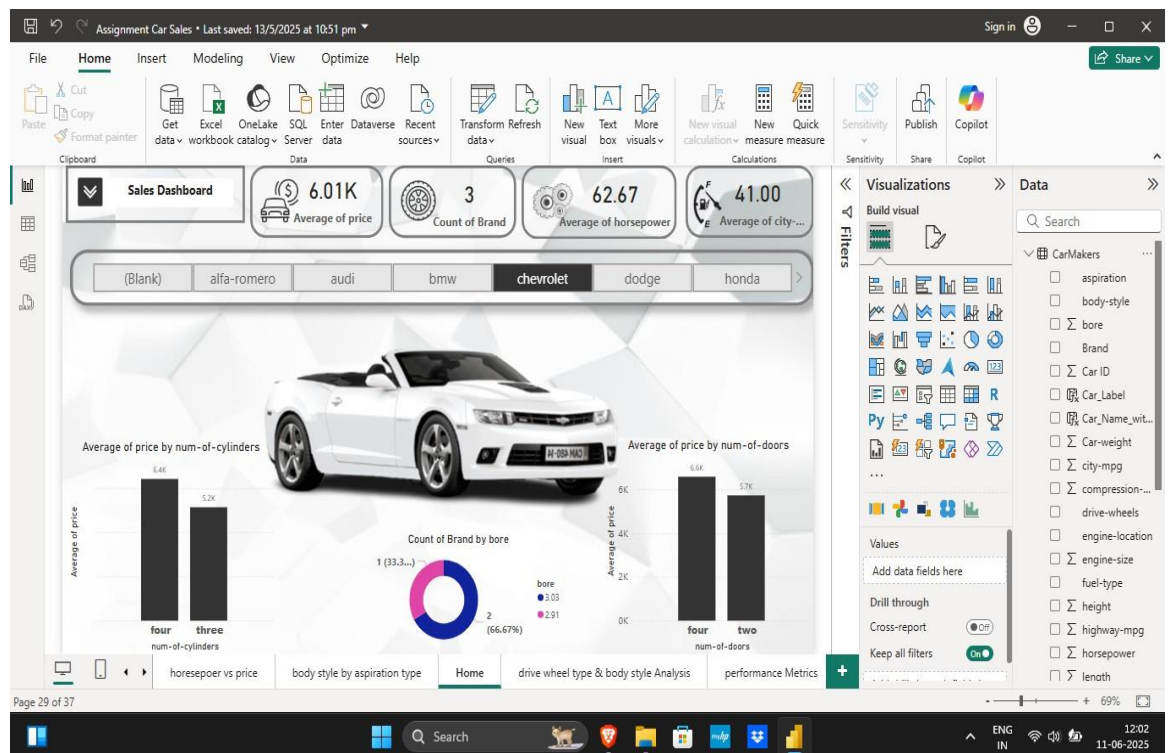 Assignment Car Sales • Last saved: 13/5/2025 at 10:51 pm
Sign in
File Home Insert Modeling View Optimize Help
Share
Paste
Cut
Copy
Format painter
Clipboard
Get data
Excel workbook
OneLake catalog
SQL Server
Enter data
Dataverse
Recent sources
Data
Transform data
Refresh
Queries
New visual
Text box
More visuals
Insert
New visual calculation
New measure
Quick measure
Calculations
Sensitivity
Sensitivity
Publish
Share
Copilot
Copilot
Sales Dashboard
6.01K
Average of price
3
Count of Brand
62.67
Average of horsepower
F
E
41.00
Average of city-...
(Blank) alfa-romero audi bmw chevrolet dodge honda
Average of price by num-of-cylinders
Average of price
6.4K
5.2K
four three
num-of-cylinders
AI-08A MAO
Count of Brand by bore
1 (33.3...)
2
(66.67%)
bore
3.03
2.91
Average of price by num-of-doors
Average of price
6K
4K
2K
0K
6.6K
5.7K
four two
num-of-doors
Filters
Visualizations
Build visual
123
R
Py
123
...
Values
Add data fields here
Drill through
Cross-report
Off
Keep all filters
On
Data
Search
CarMakers
...
aspiration
body-style
∑ bore
Brand
∑ Car ID
Car_Label
Car_Name_wit...
∑ Car-weight
∑ city-mpg
∑ compression-...
drive-wheels
engine-location
∑ engine-size
fuel-type
∑ height
∑ highway-mpg
∑ horsepower
∑ length
horesepoer vs price body style by aspiration type Home drive wheel type & body style Analysis performance Metrics +
Page 29 of 37
- + 69%
Search
ENG
IN
12:02
11-06-2025